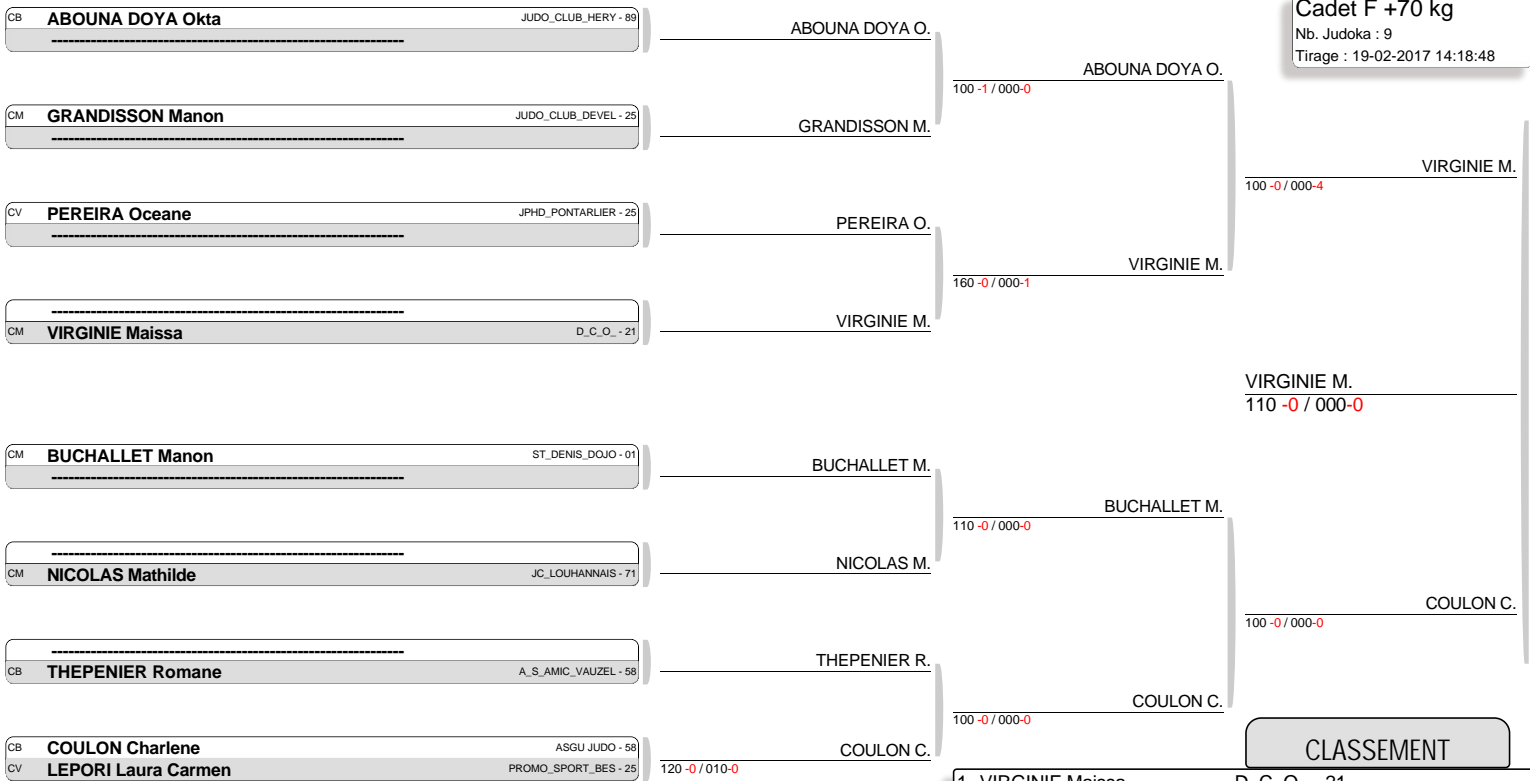 Cadet F +70 kg
Nb. Judoka : 9
Tirage : 19-02-2017 14:18:48
CB ABOUNA DOYA Okta JUDO_CLUB_HERY - 89
----------------------------------------------------------------
CM GRANDISSON Manon JUDO_CLUB_DEVEL - 25
----------------------------------------------------------------
CV PEREIRA Oceane JPHD_PONTARLIER - 25
----------------------------------------------------------------
----------------------------------------------------------------
CM VIRGINIE Maissa D_C_O_ - 21
CM BUCHALLET Manon ST_DENIS_DOJO - 01
----------------------------------------------------------------
----------------------------------------------------------------
CM NICOLAS Mathilde JC_LOUHANNAIS - 71
----------------------------------------------------------------
CB THEPENIER Romane A_S_AMIC_VAUZEL - 58
CB COULON Charlene ASGU JUDO - 58
CV LEPORI Laura Carmen PROMO_SPORT_BES - 25
ABOUNA DOYA O.
GRANDISSON M.
PEREIRA O.
VIRGINIE M.
BUCHALLET M.
NICOLAS M.
THEPENIER R.
COULON C.
120 -0 / 010-0
ABOUNA DOYA O.
100 -1 / 000-0
VIRGINIE M.
160 -0 / 000-1
BUCHALLET M.
110 -0 / 000-0
COULON C.
100 -0 / 000-0
VIRGINIE M.
100 -0 / 000-4
VIRGINIE M.
110 -0 / 000-0
COULON C.
100 -0 / 000-0
CLASSEMENT
1 VIRGINIE Maissa D_C_O_ - 21